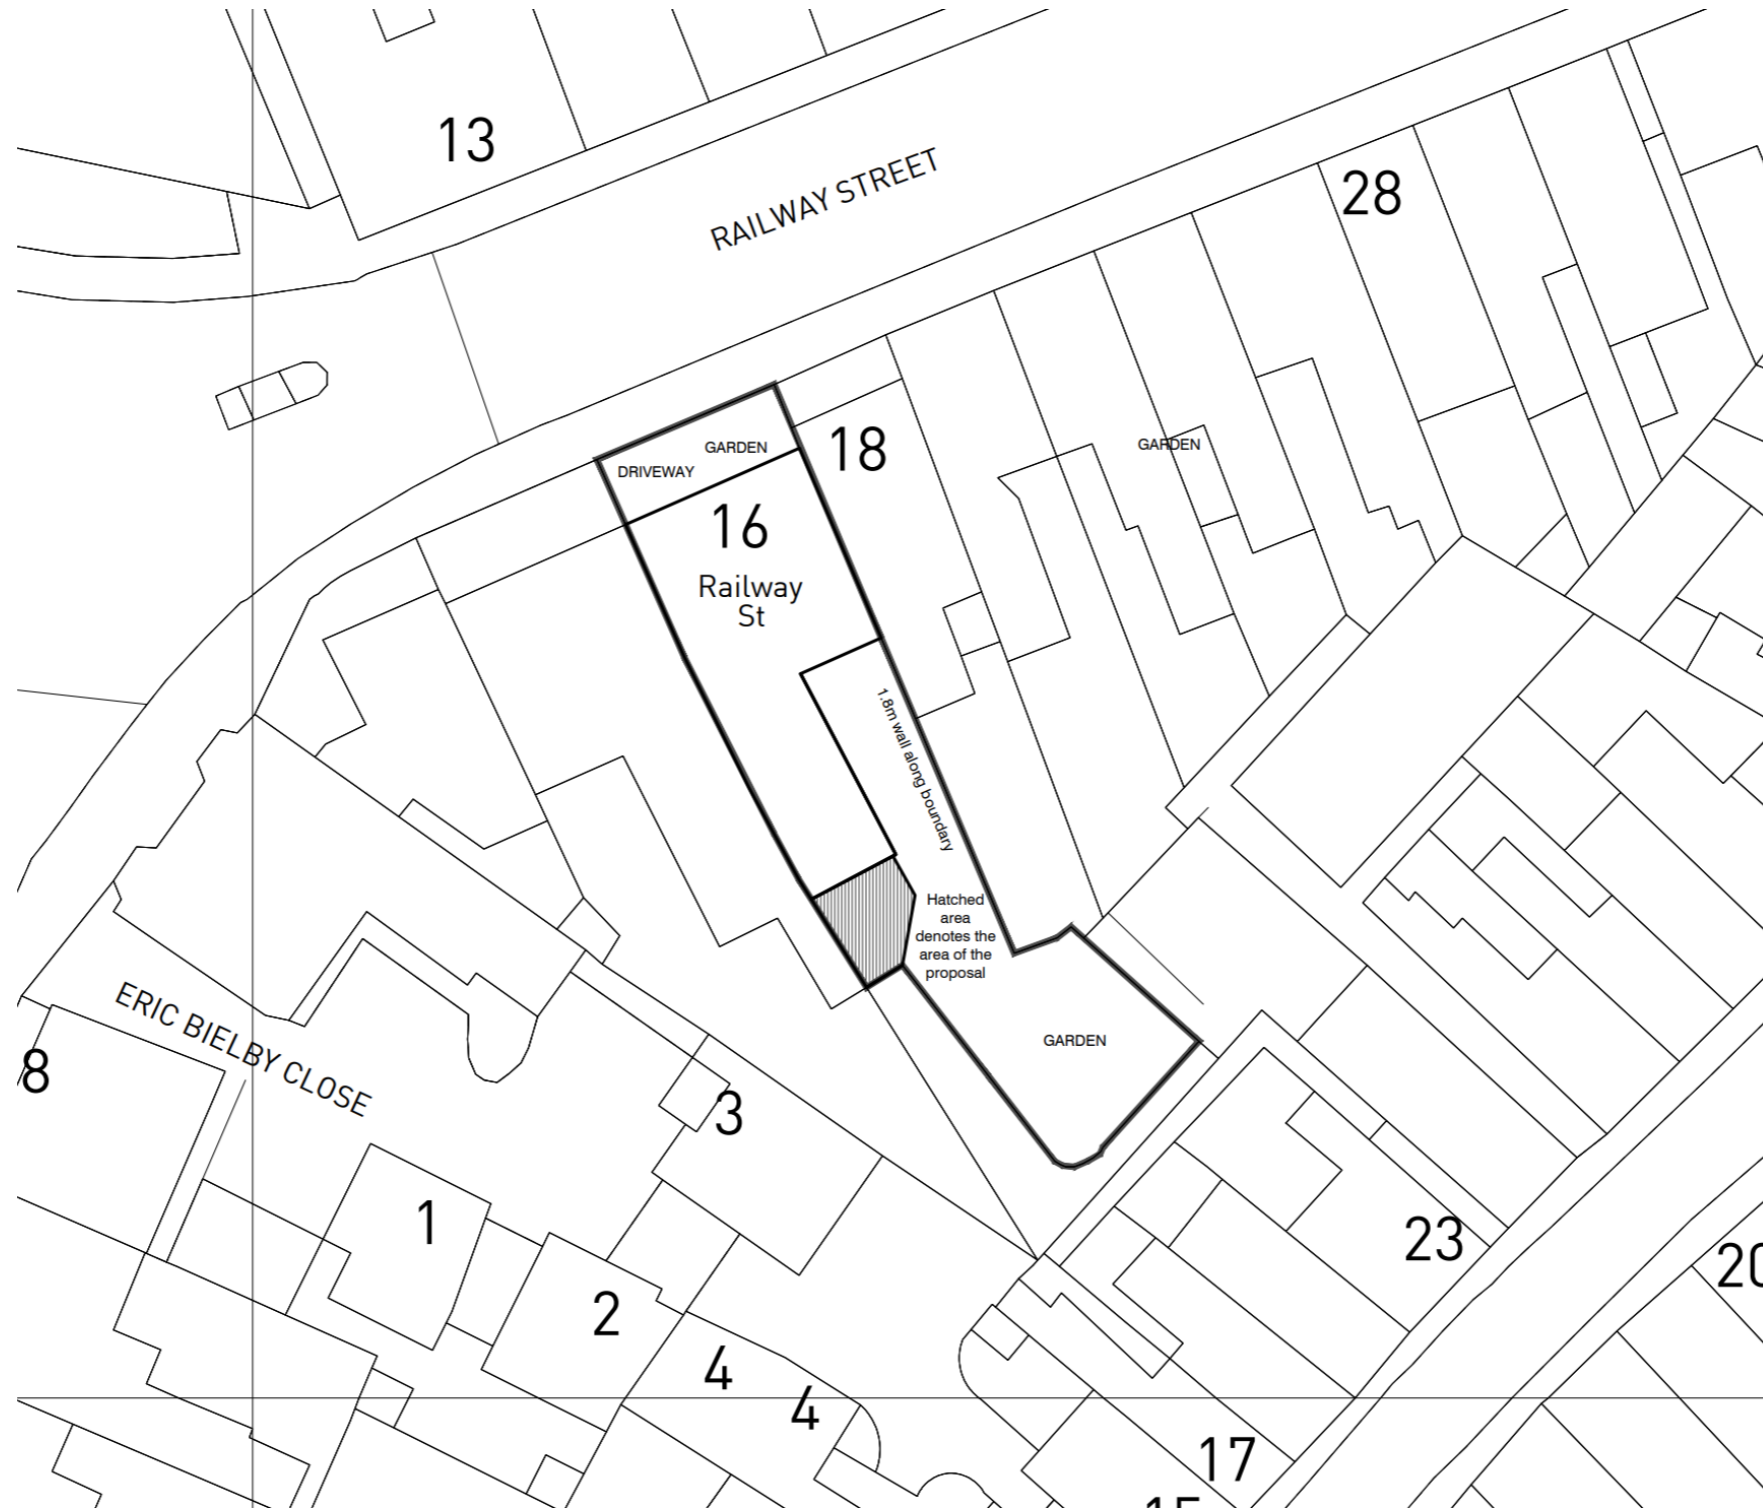 13
RAILWAY STREET
28
GARDEN
DRIVEWAY
18
GARDEN
16
Railway
St
1.8m wall along boundary
Hatched
area
denotes the
area of the
proposal
GARDEN
ERIC BIELBY CLOSE
8
3
1
2
4
4
23
20
17
15